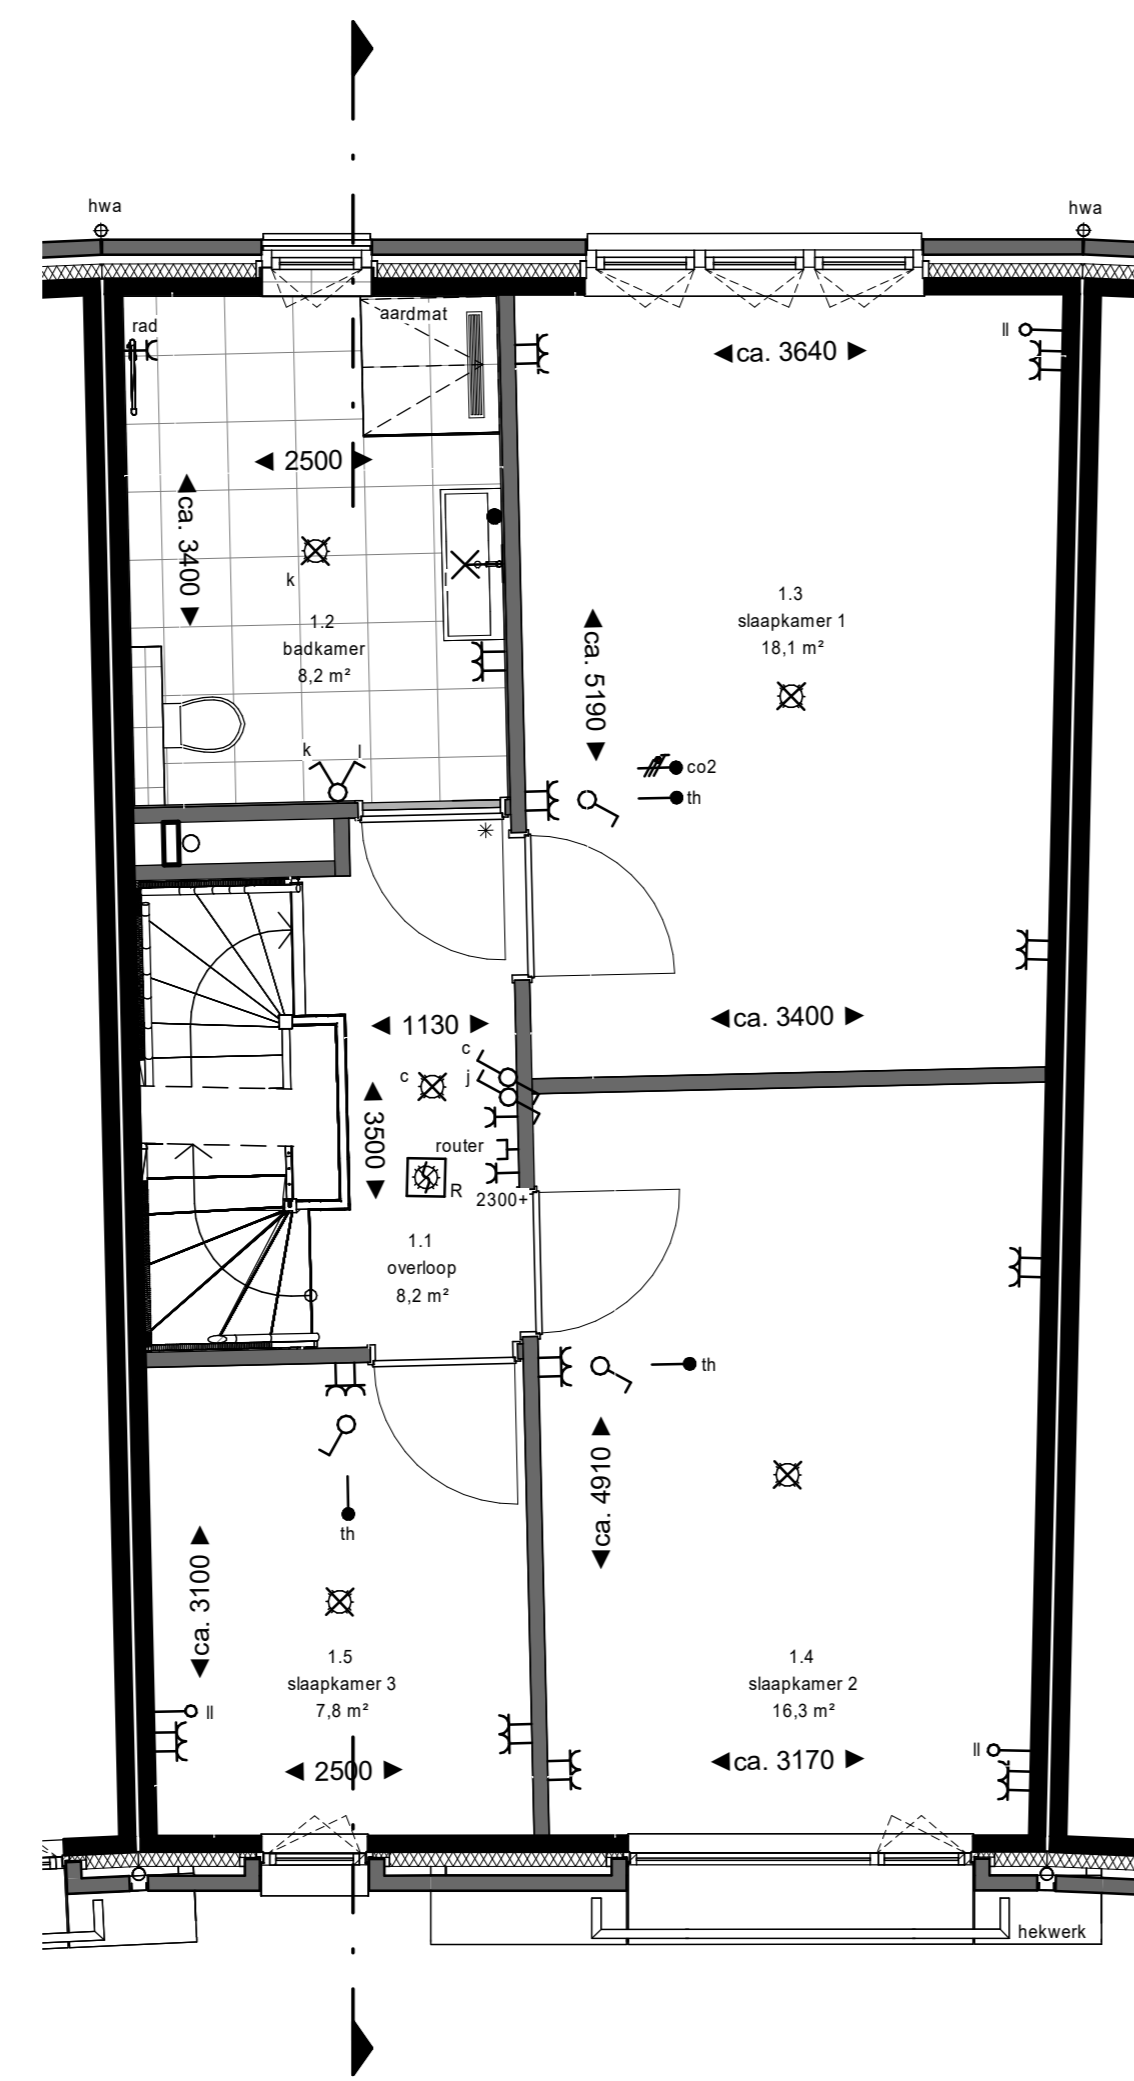 hwa
hwa
rad
aardmat
ll
ca. 3640
2500
ca. 3400
k
1.2
badkamer
8,2 m²
l
1.3
slaapkamer 1
18,1 m²
ca. 5190
k
l
co2
th
ca. 3400
1130
c
c
j
3500
router
R
2300+
1.1
overloop
8,2 m²
th
ca. 4910
th
ca. 3100
1.5
slaapkamer 3
7,8 m²
1.4
slaapkamer 2
16,3 m²
ll
ll
2500
ca. 3170
hekwerk